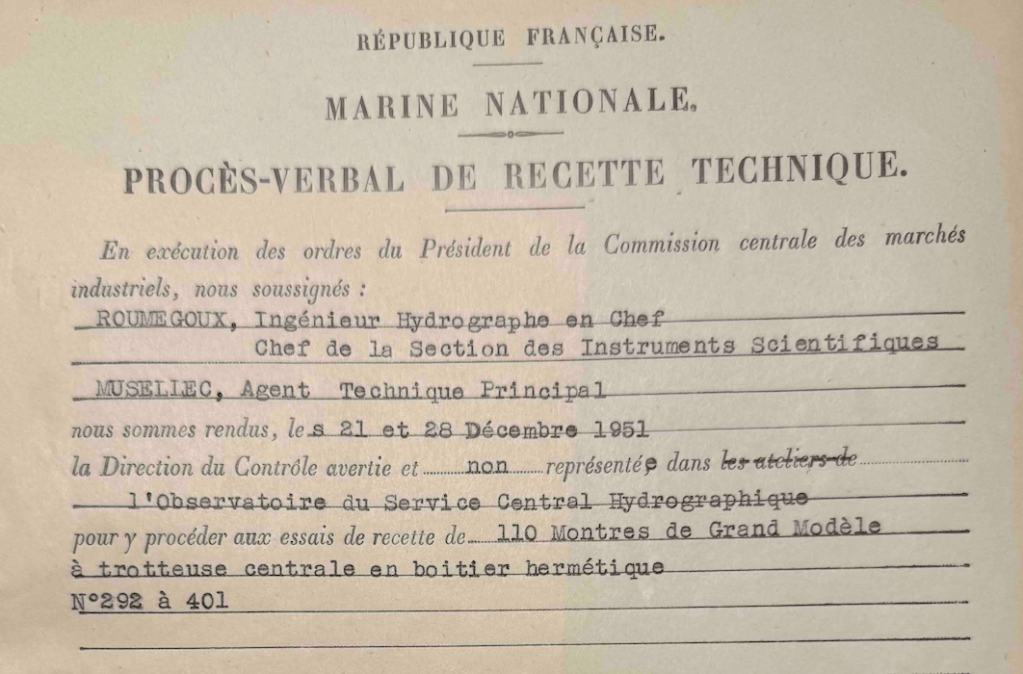 RÉPUBLIQUE FRANÇAISE.
MARINE NATIONALE.
PROCÈS-VERBAL DE RECETTE TECHNIQUE.
En exécution des ordres du Président de la Commission centrale des marchés
industriels, nous soussignés :
ROUMEGOUX, Ingénieur Hydrographe en Chef
Chef de la Section des Instruments Scientifiques
MUSELLEC, Agent Technique Principal
nous sommes rendus, les 21 et 28 Décembre 1951
la Direction du Contrôle avertie et non représentée dans les ateliers de
l'Observatoire du Service Central Hydrographique
pour y procéder aux essais de recette de 110 Montres de Grand Modèle
à trotteuse centrale en boitier hermétique
N°292 à 401